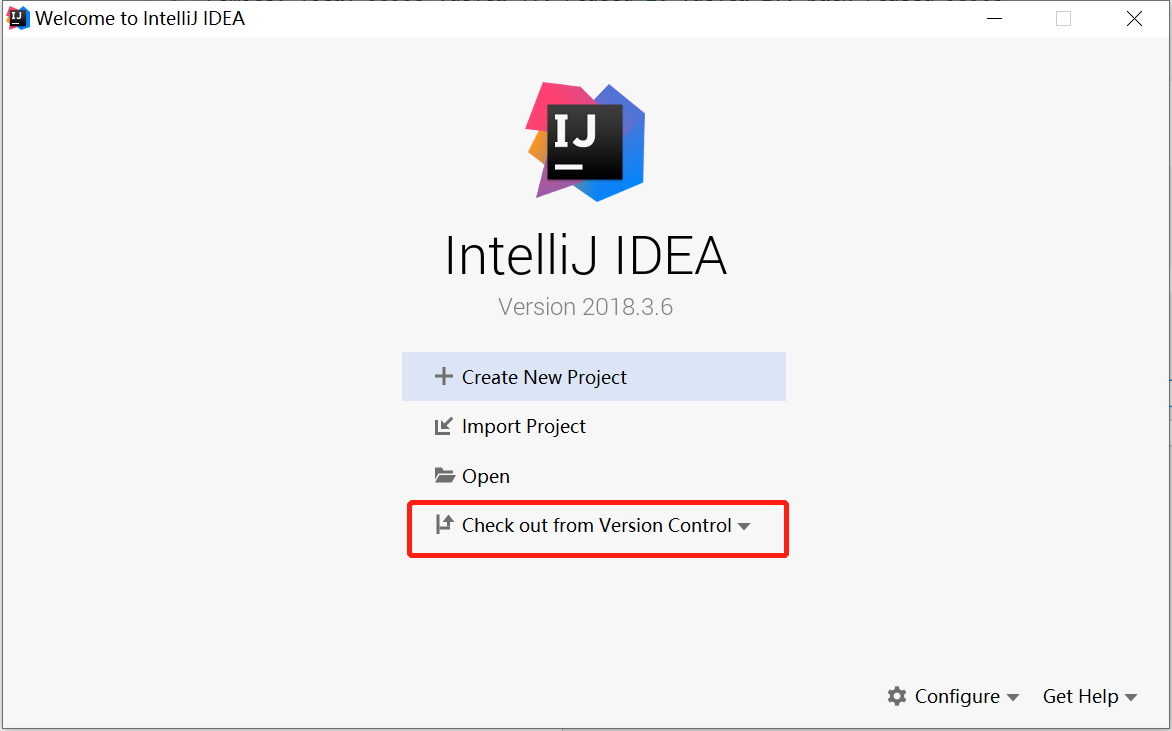 Welcome to IntelliJ IDEA
IJ
IntelliJ IDEA
Version 2018.3.6
Create New Project
Import Project
Open
Check out from Version Control
Configure
Get Help